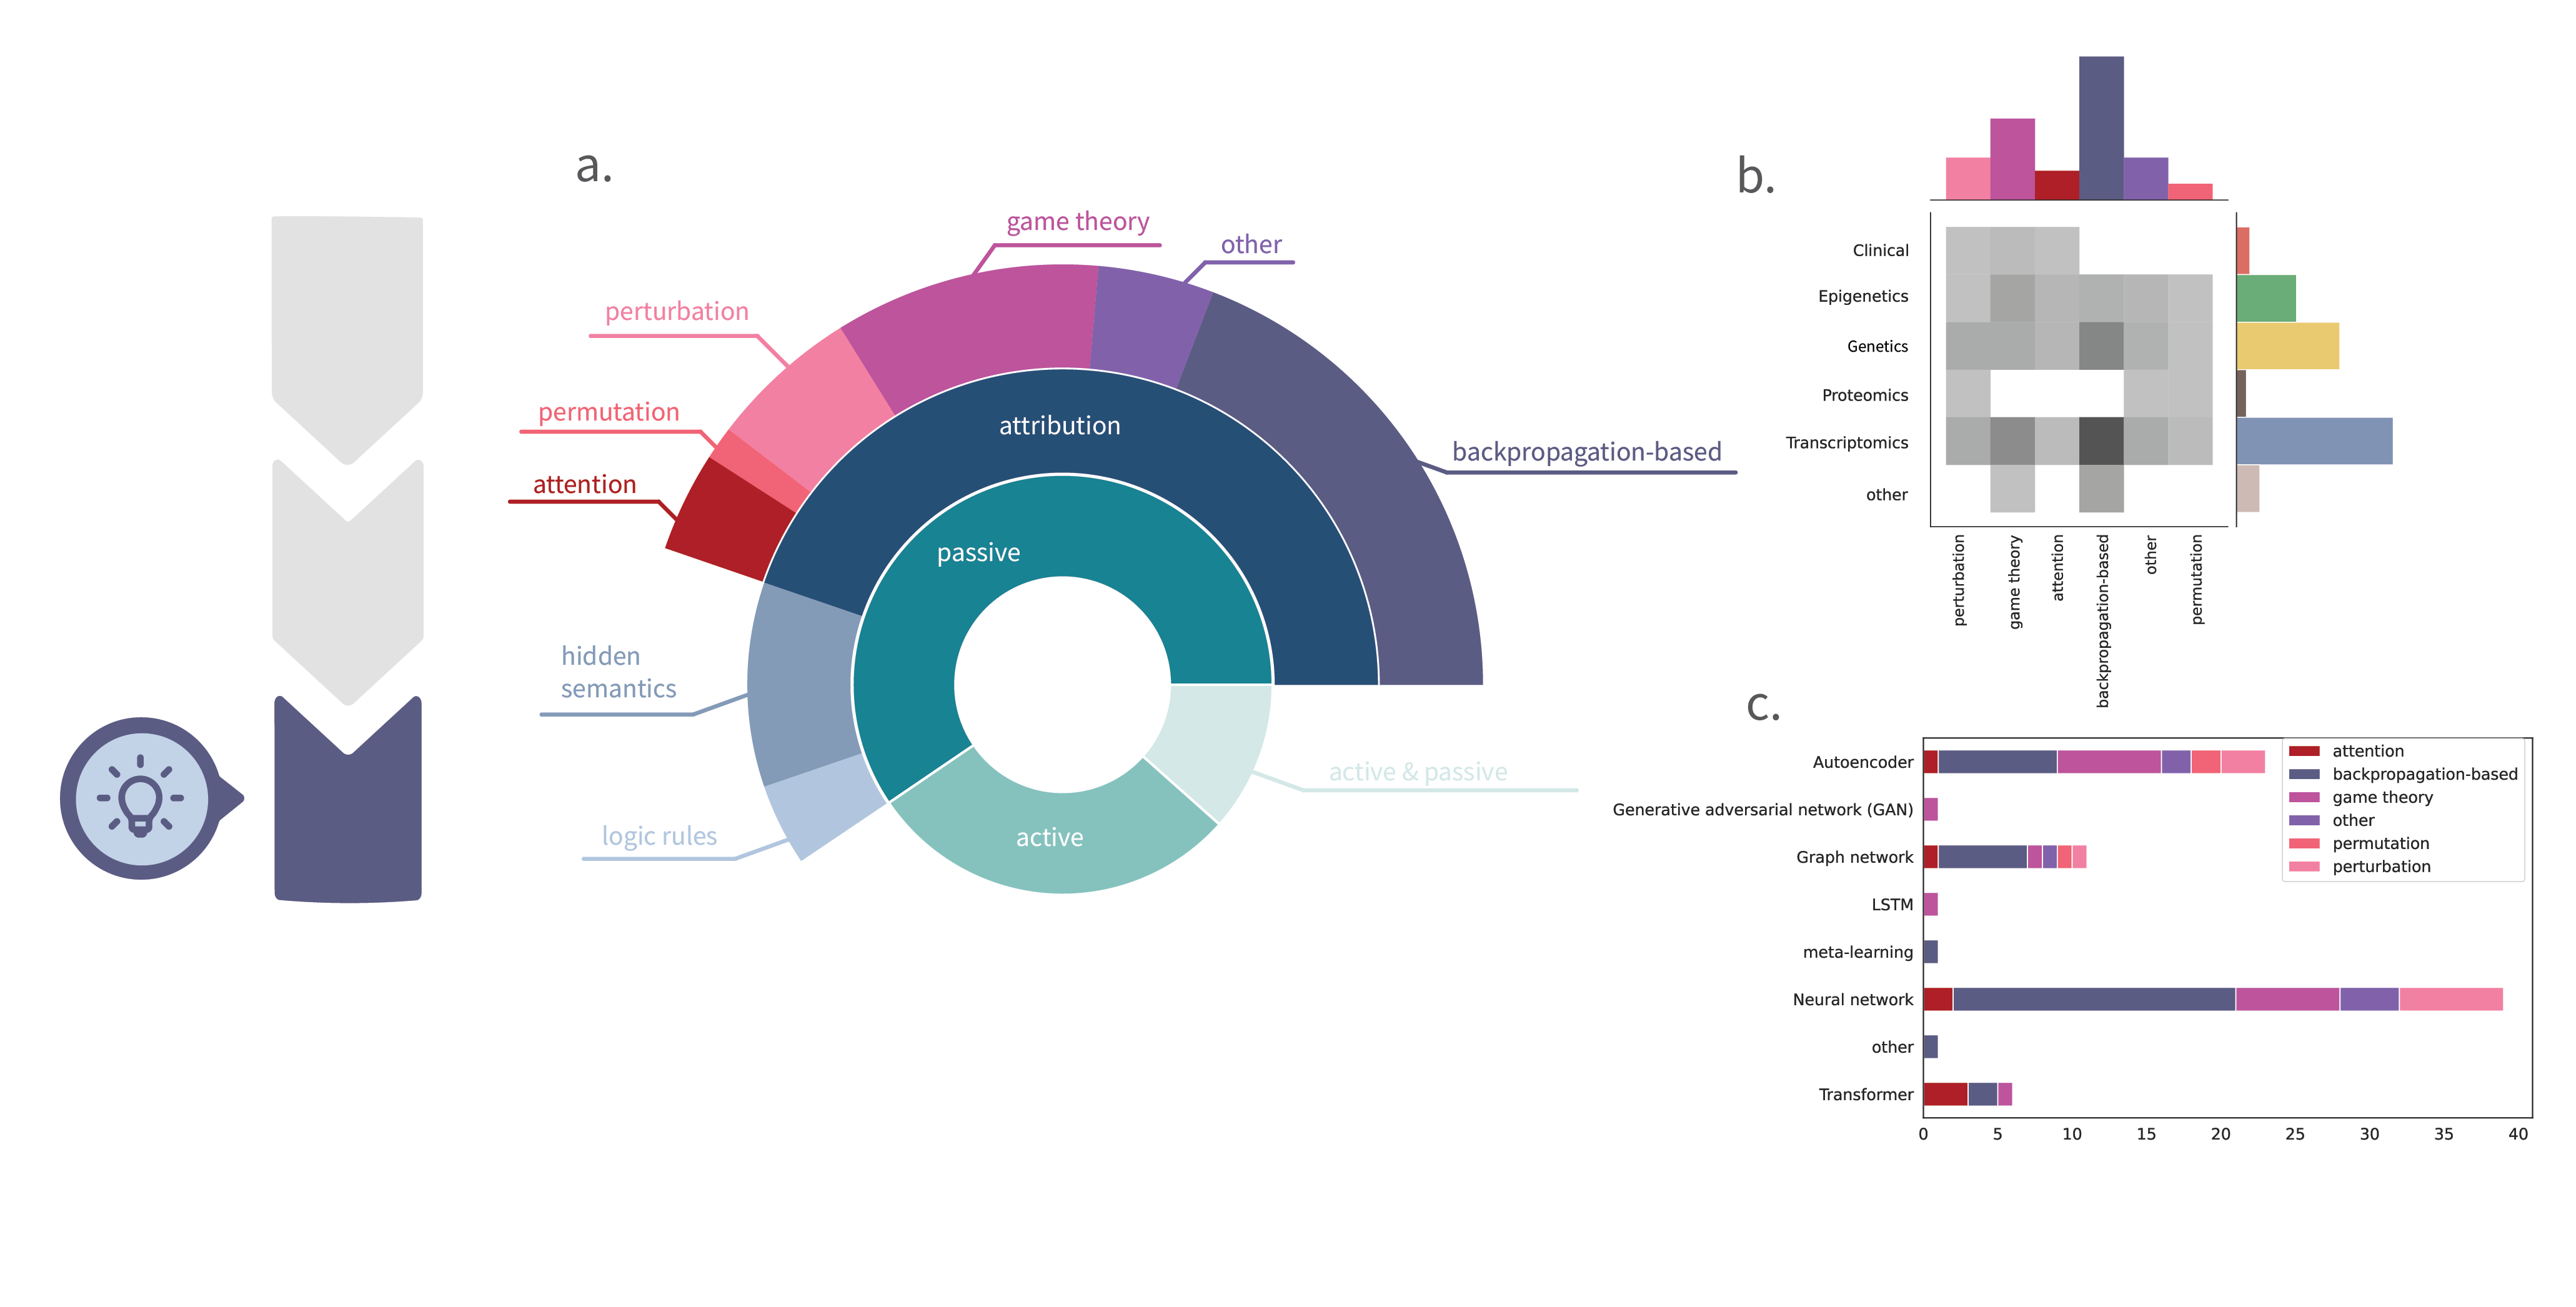 a.
game theory
other
perturbation
permutation
attention
attribution
backpropagation-based
passive
hidden
semantics
active & passive
logic rules
active
b.
Clinical
Epigenetics
Genetics
Proteomics
Transcriptomics
other
perturbation
game theory
attention
backpropagation-based
other
permutation
c.
Autoencoder
Generative adversarial network (GAN)
Graph network
LSTM
meta-learning
Neural network
other
Transformer
attention
backpropagation-based
game theory
other
permutation
perturbation
0 5 10 15 20 25 30 35 40